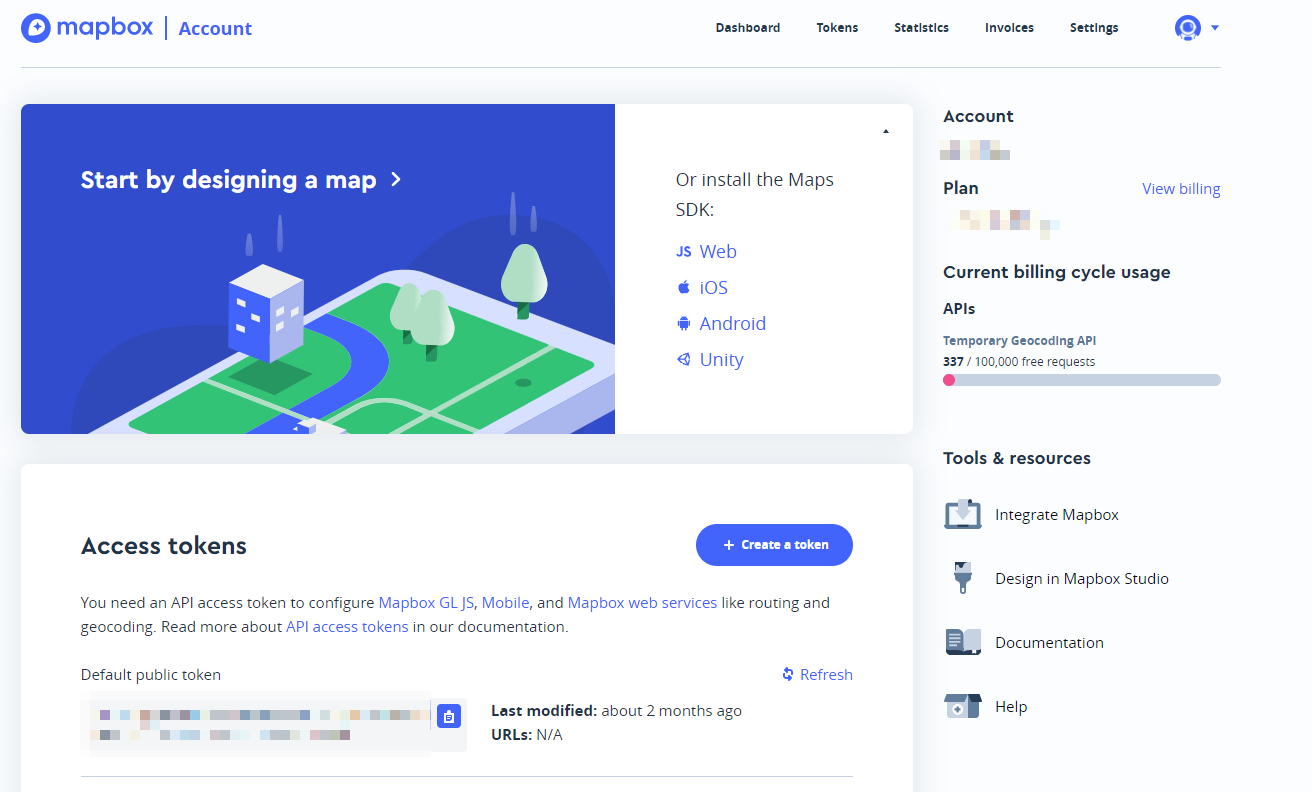 mapbox | Account
Dashboard
Tokens
Statistics
Invoices
Settings
Start by designing a map
Or install the Maps
SDK:
JS Web
iOS
Android
Unity
Account
Plan
View billing
Current billing cycle usage
APIs
Temporary Geocoding API
337 / 100,000 free requests
Tools & resources
Integrate Mapbox
Design in Mapbox Studio
Documentation
Help
Access tokens
+ Create a token
You need an API access token to configure Mapbox GL JS, Mobile, and Mapbox web services like routing and
geocoding. Read more about API access tokens in our documentation.
Default public token
Refresh
Last modified: about 2 months ago
URLs: N/A